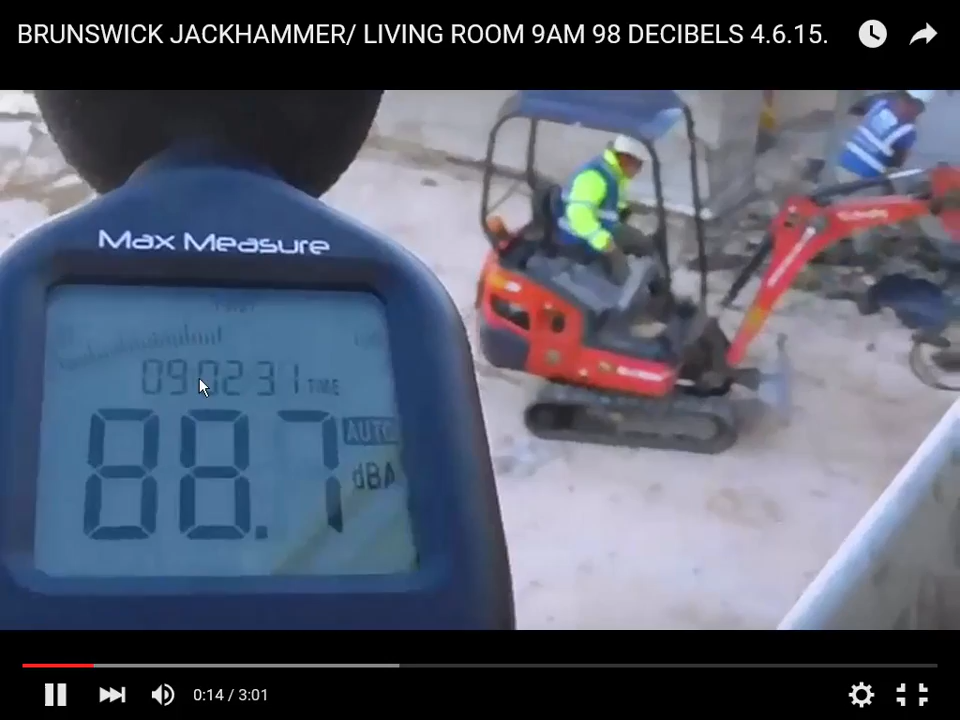 BRUNSWICK JACKHAMMER/ LIVING ROOM 9AM 98 DECIBELS 4.6.15.
Max Measure
09:02 31 TIME
88.7 AUTO
dBA
0:14 / 3:01